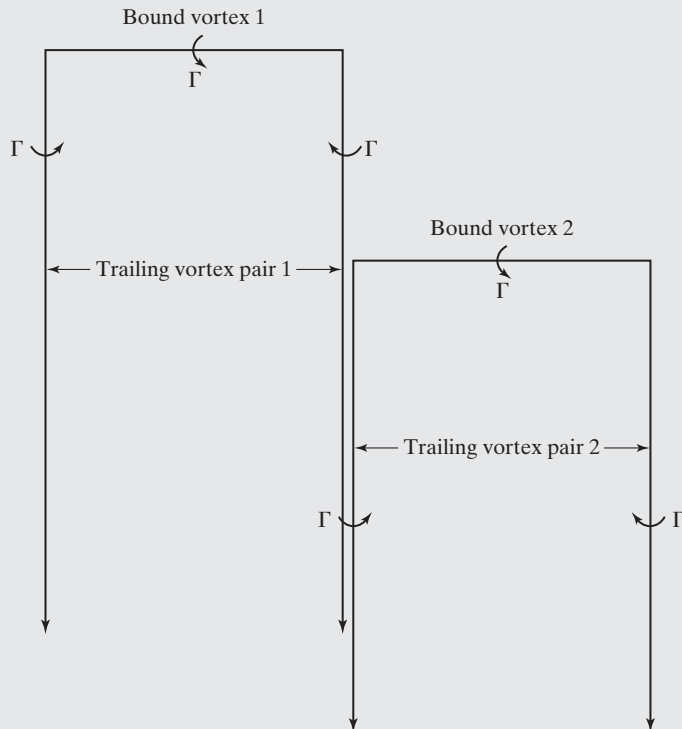 Bound vortex 1
Γ
Γ
Γ
Bound vortex 2
Trailing vortex pair 1
Γ
Trailing vortex pair 2
Γ
Γ